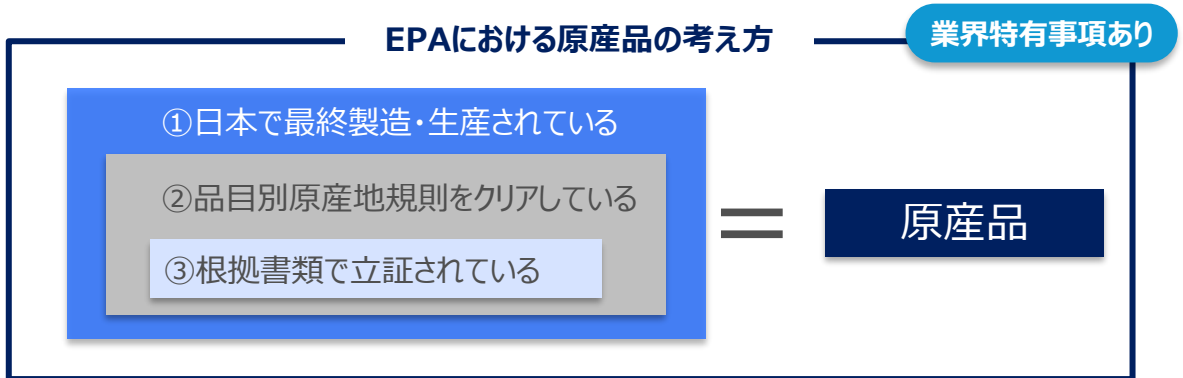 EPAにおける原産品の考え方
業界特有事項あり
①日本で最終製造・生産されている
②品目別原産地規則をクリアしている
③根拠書類で立証されている
＝
原産品